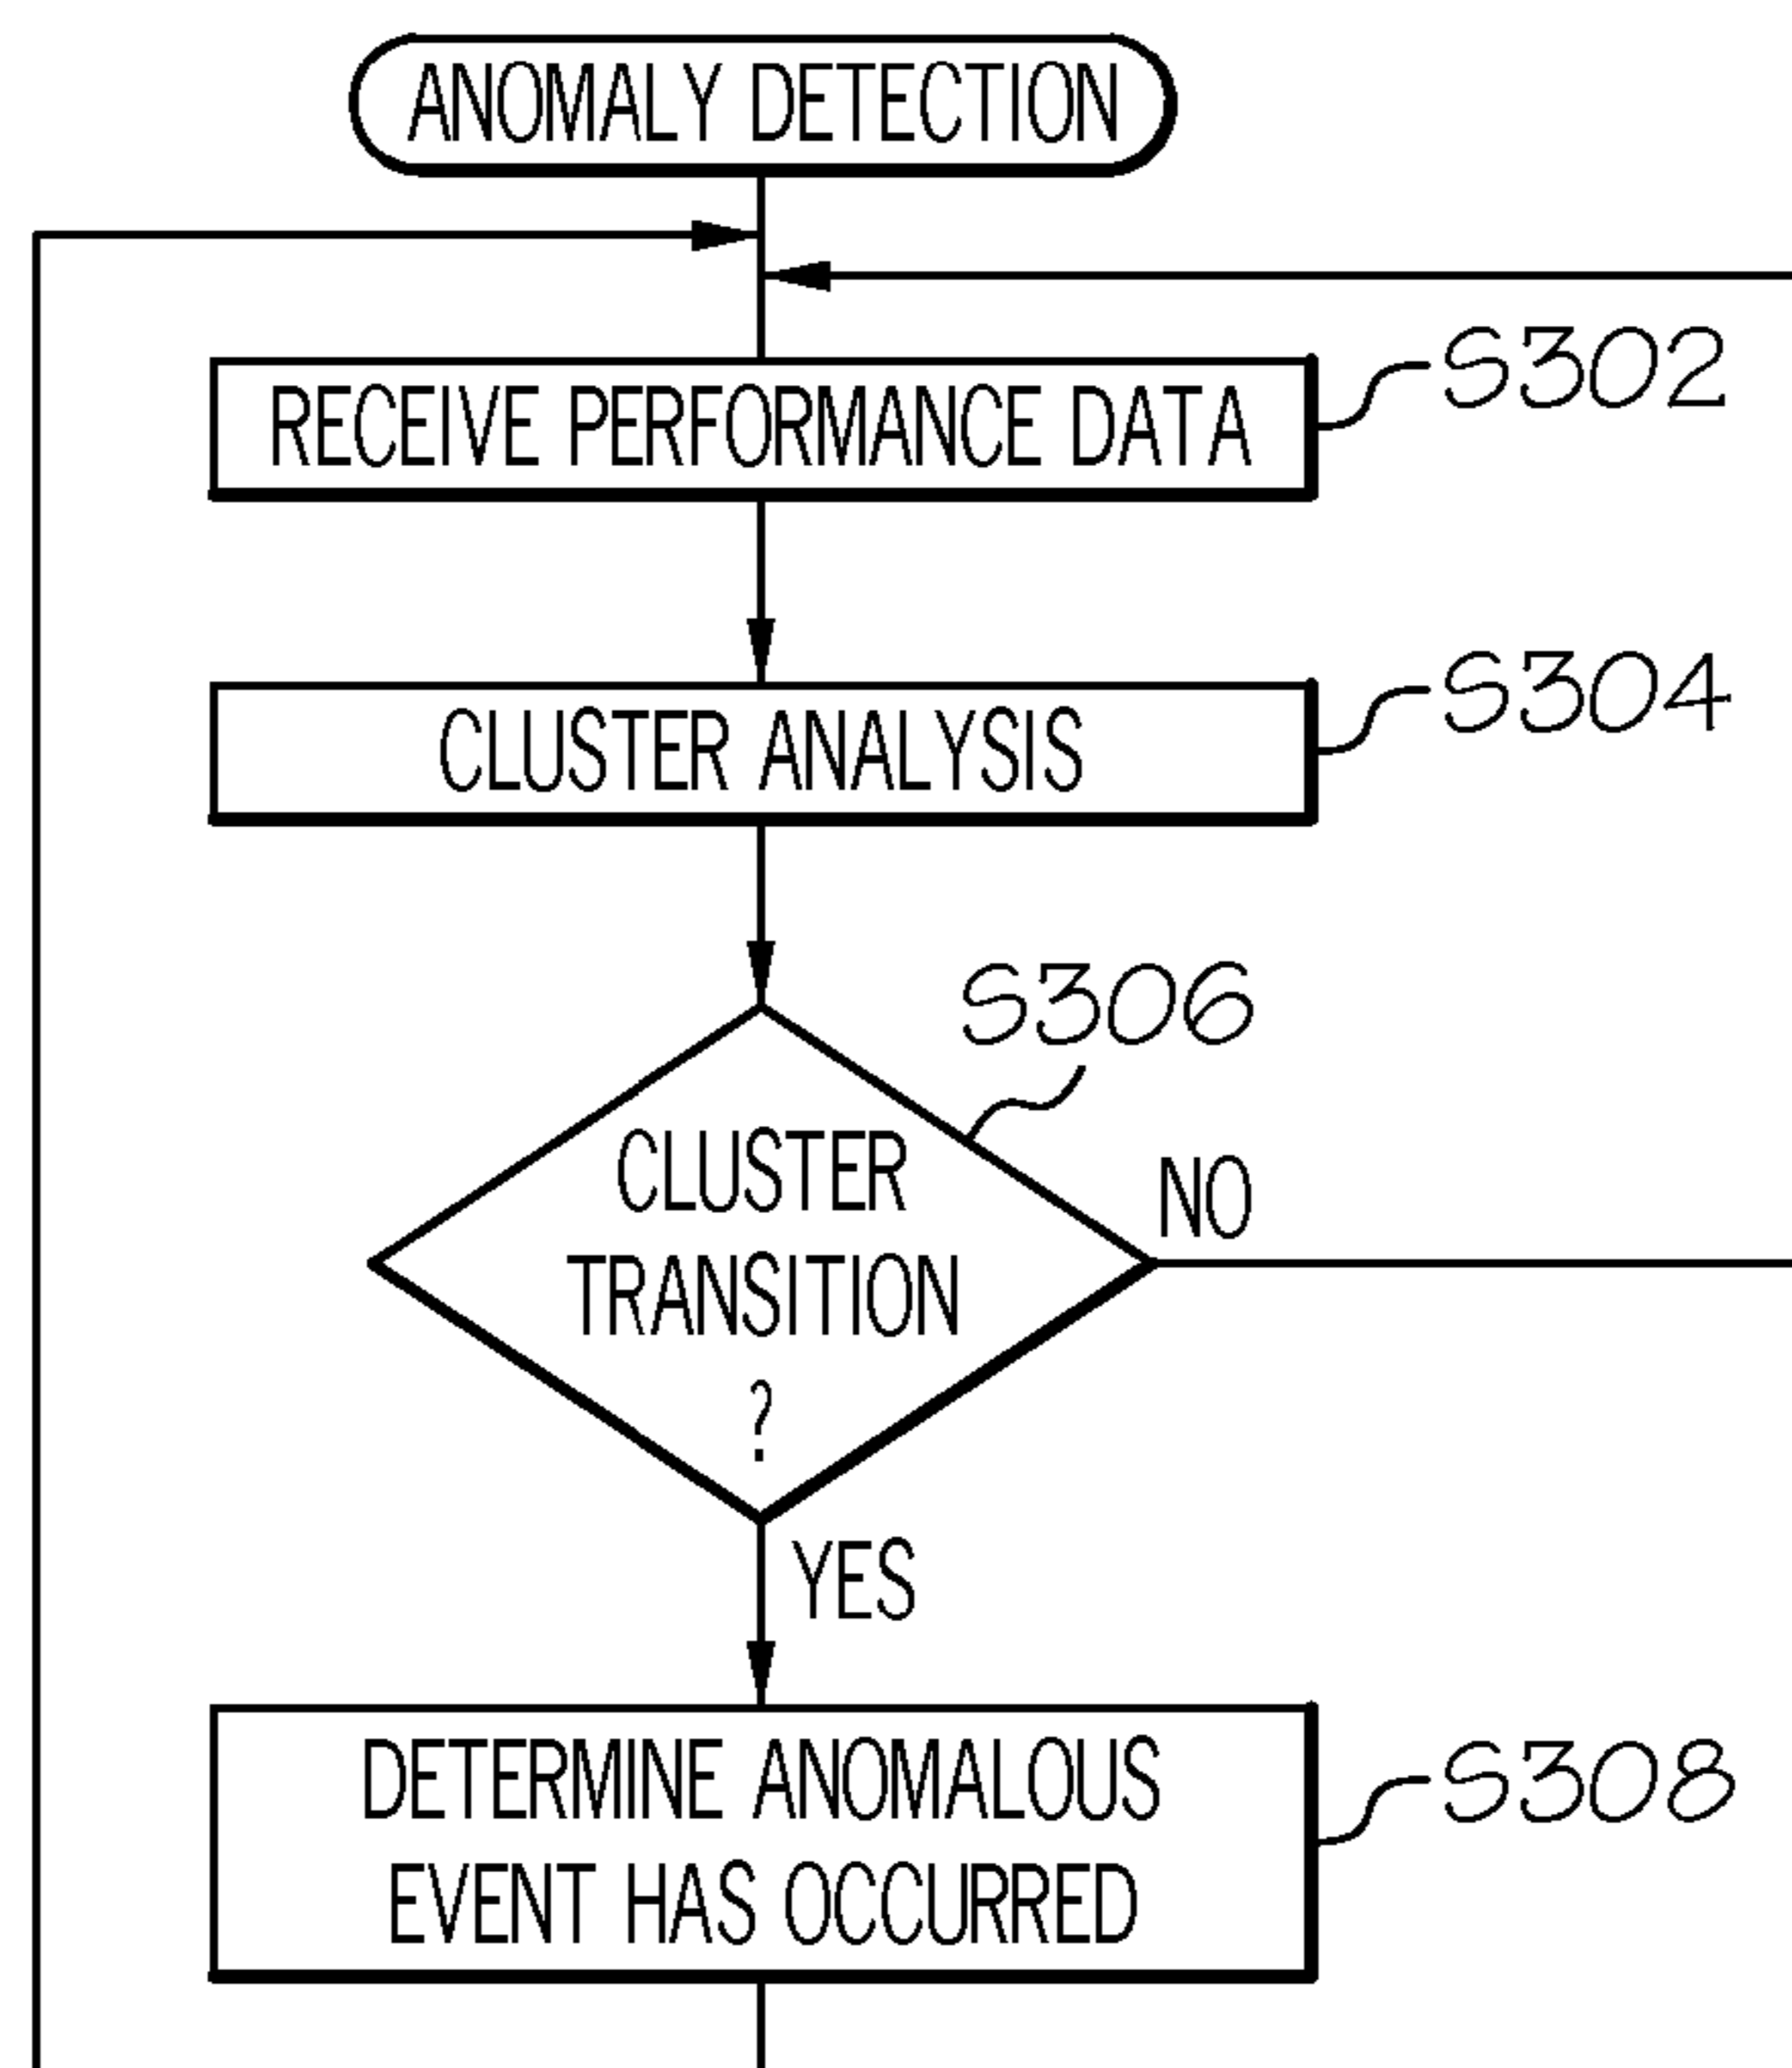 ANOMALY DETECTION
RECEIVE PERFORMANCE DATA
S302
CLUSTER ANALYSIS
S304
S306
CLUSTER
TRANSITION
?
NO
YES
DETERMINE ANOMALOUS
EVENT HAS OCCURRED
S308